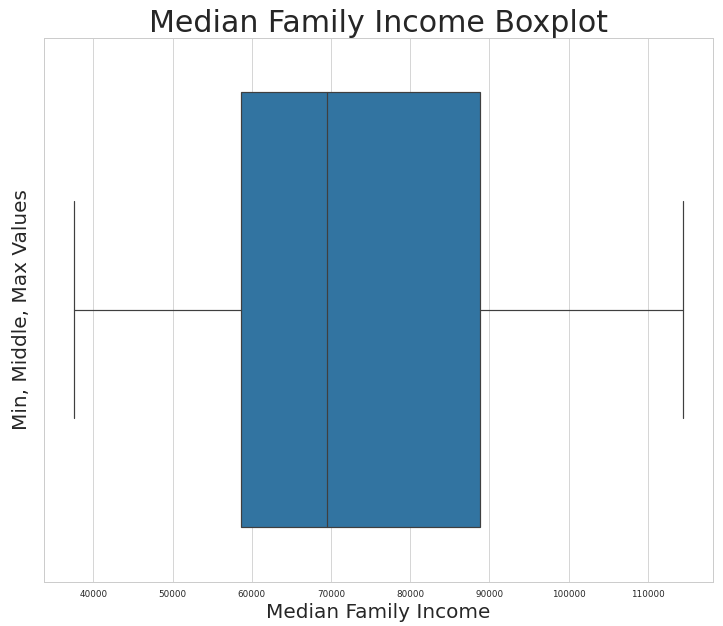 Median Family Income Boxplot
Min, Middle, Max Values
40000 50000 60000 70000 80000 90000 100000 110000
Median Family Income